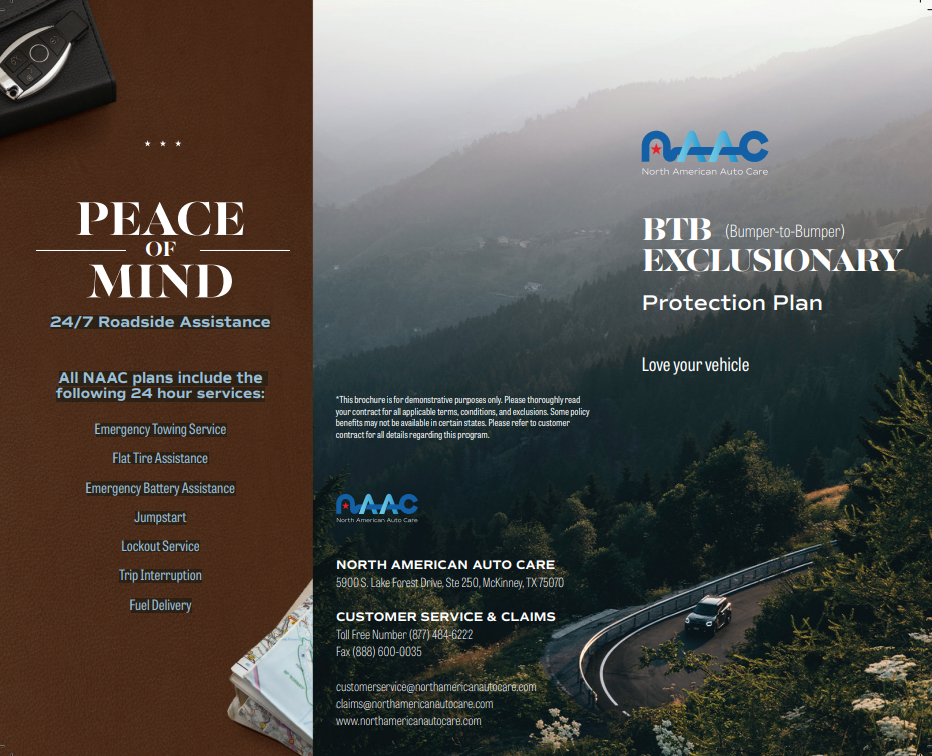 PEACE
OF
MIND
24/7 Roadside Assistance
All NAAC plans include the
following 24 hour services:
Emergency Towing Service
Flat Tire Assistance
Emergency Battery Assistance
Jumpstart
Lockout Service
Trip Interruption
Fuel Delivery
*This brochure is for demonstrative purposes only. Please thoroughly read
your contract for all applicable terms, conditions, and exclusions. Some policy
benefits may not be available in certain states. Please refer to customer
contract for all details regarding this program.
NAAC
North American Auto Care
NORTH AMERICAN AUTO CARE
5900 S. Lake Forest Drive, Ste 250, McKinney, TX 75070
CUSTOMER SERVICE & CLAIMS
Toll Free Number (877) 484-6222
Fax (888) 600-0035
customerservice@northamericanautocare.com
claims@northamericanautocare.com
www.northamericanautocare.com
NAAC
North American Auto Care
BTB (Bumper-to-Bumper)
EXCLUSIONARY
Protection Plan
Love your vehicle